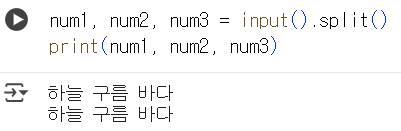 num1, num2, num3 = input().split()
print(num1, num2, num3)
하늘 구름 바다
하늘 구름 바다